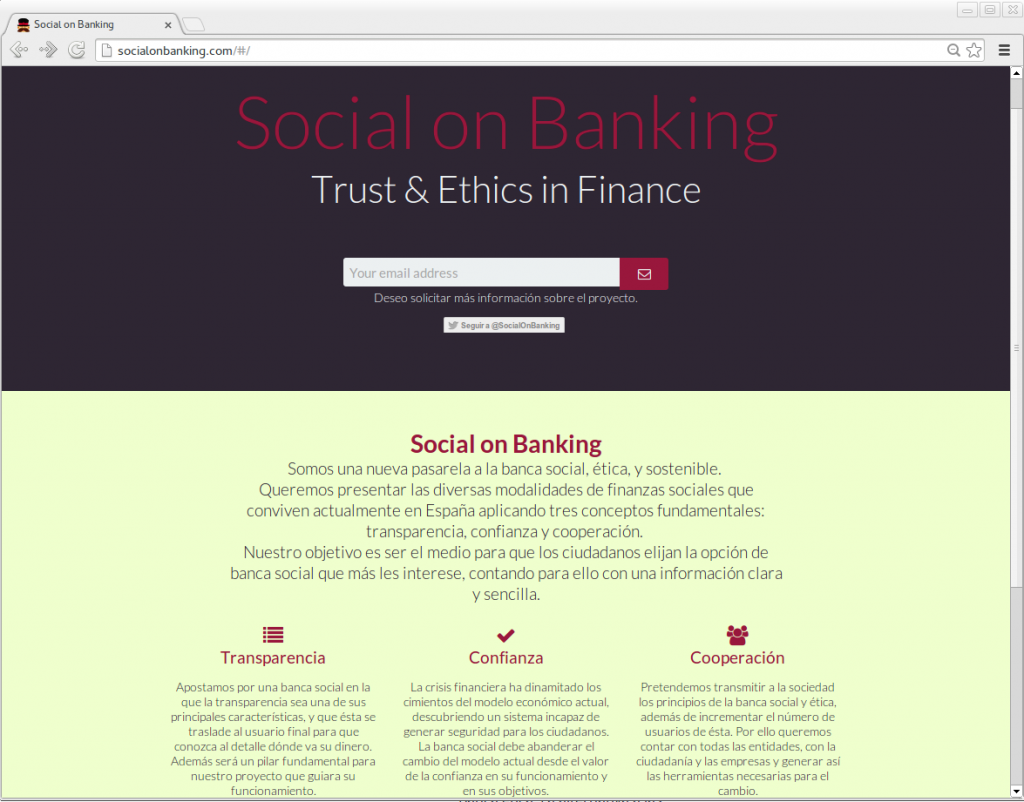 Social on Banking
socialonbanking.com/#/
Social on Banking
Trust & Ethics in Finance
Your email address
Deseo solicitar más información sobre el proyecto.
Seguir a @SocialOnBanking
Social on Banking
Somos una nueva pasarela a la banca social, ética, y sostenible.
Queremos presentar las diversas modalidades de finanzas sociales que
conviven actualmente en España aplicando tres conceptos fundamentales:
transparencia, confianza y cooperación.
Nuestro objetivo es ser el medio para que los ciudadanos elijan la opción de
banca social que más les interese, contando para ello con una información clara
y sencilla.
Transparencia
Apostamos por una banca social en la
que la transparencia sea una de sus
principales características, y que ésta se
traslade al usuario final para que
conozca al detalle dónde va su dinero.
Además será un pilar fundamental para
nuestro proyecto que guiara su
funcionamiento.
Confianza
La crisis financiera ha dinamitado los
cimientos del modelo económico actual,
descubriendo un sistema incapaz de
generar seguridad para los ciudadanos.
La banca social debe abanderar el
cambio del modelo actual desde el valor
de la confianza en su funcionamiento y
en sus objetivos.
Cooperación
Pretendemos transmitir a la sociedad
los principios de la banca social y ética,
además de incrementar el número de
usuarios de ésta. Por ello queremos
contar con todas las entidades, con la
ciudadanía y las empresas y generar así
las herramientas necesarias para el
cambio.